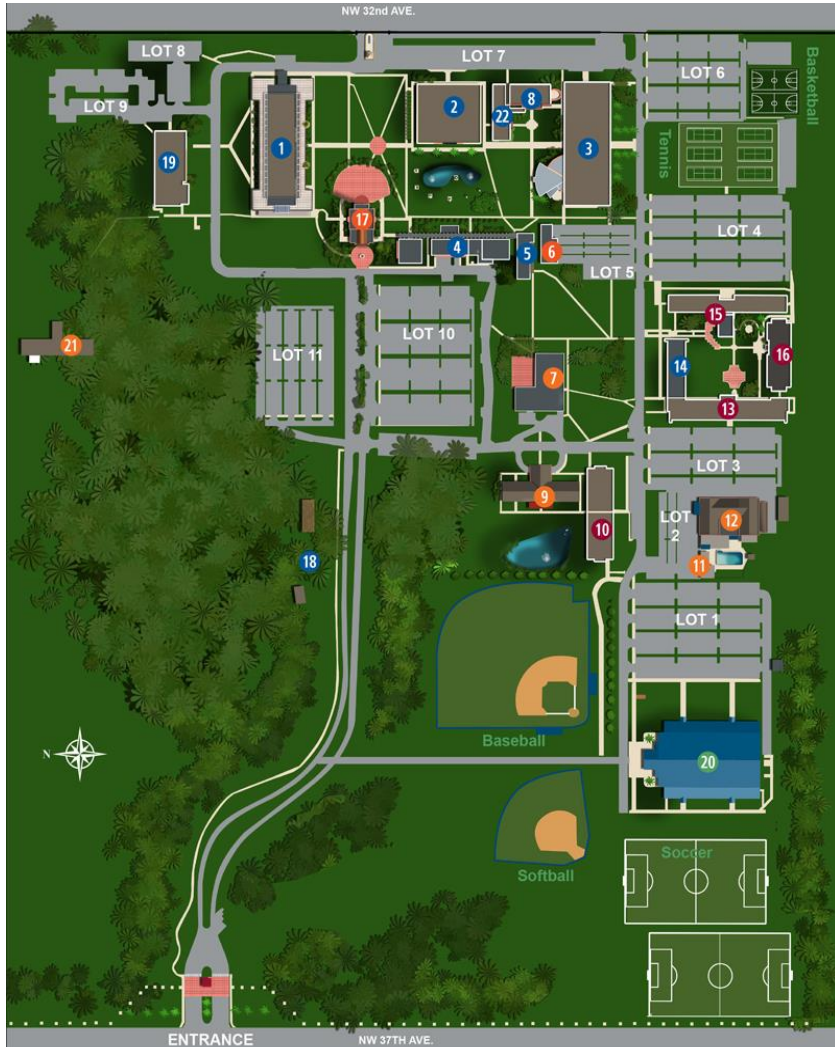 NW 32nd AVE.
LOT 8
LOT 7
LOT 6
Basketball
LOT 9
2
8
22
1
3
19
Tennis
17
LOT 4
4
5
6
LOT 5
15
21
LOT 11
LOT 10
16
14
7
13
LOT 3
9
10
LOT 2
12
18
11
LOT 1
N
Baseball
20
Softball
Soccer
ENTRANCE
NW 37TH AVE.